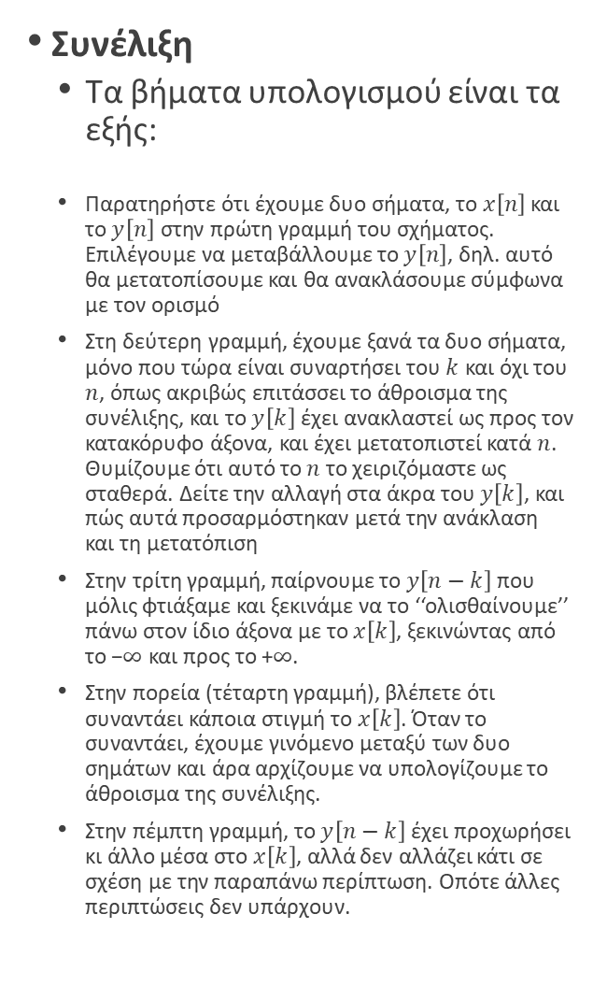 • Συνέλιξη
• Τα βήματα υπολογισμού είναι τα
εξής:
• Παρατηρήστε ότι έχουμε δυο σήματα, το x[n] και
το y[n] στην πρώτη γραμμή του σχήματος.
Επιλέγουμε να μεταβάλλουμε το y[n], δηλ. αυτό
θα μετατοπίσουμε και θα ανακλάσουμε σύμφωνα
με τον ορισμό
• Στη δεύτερη γραμμή, έχουμε ξανά τα δυο σήματα,
μόνο που τώρα είναι συναρτήσει του k και όχι του
n, όπως ακριβώς επιτάσσει το άθροισμα της
συνέλιξης, και το y[k] έχει ανακλαστεί ως προς τον
κατακόρυφο άξονα, και έχει μετατοπιστεί κατά n.
Θυμίζουμε ότι αυτό το n το χειριζόμαστε ως
σταθερά. Δείτε την αλλαγή στα άκρα του y[k], και
πώς αυτά προσαρμόστηκαν μετά την ανάκλαση
και τη μετατόπιση
• Στην τρίτη γραμμή, παίρνουμε το y[n − k] που
μόλις φτιάξαμε και ξεκινάμε να το ‘‘ολισθαίνουμε’’
πάνω στον ίδιο άξονα με το x[k], ξεκινώντας από
το −∞ και προς το +∞.
• Στην πορεία (τέταρτη γραμμή), βλέπετε ότι
συναντάει κάποια στιγμή το x[k]. Όταν το
συναντάει, έχουμε γινόμενο μεταξύ των δυο
σημάτων και άρα αρχίζουμε να υπολογίζουμε το
άθροισμα της συνέλιξης.
• Στην πέμπτη γραμμή, το y[n − k] έχει προχωρήσει
κι άλλο μέσα στο x[k], αλλά δεν αλλάζει κάτι σε
σχέση με την παραπάνω περίπτωση. Οπότε άλλες
περιπτώσεις δεν υπάρχουν.